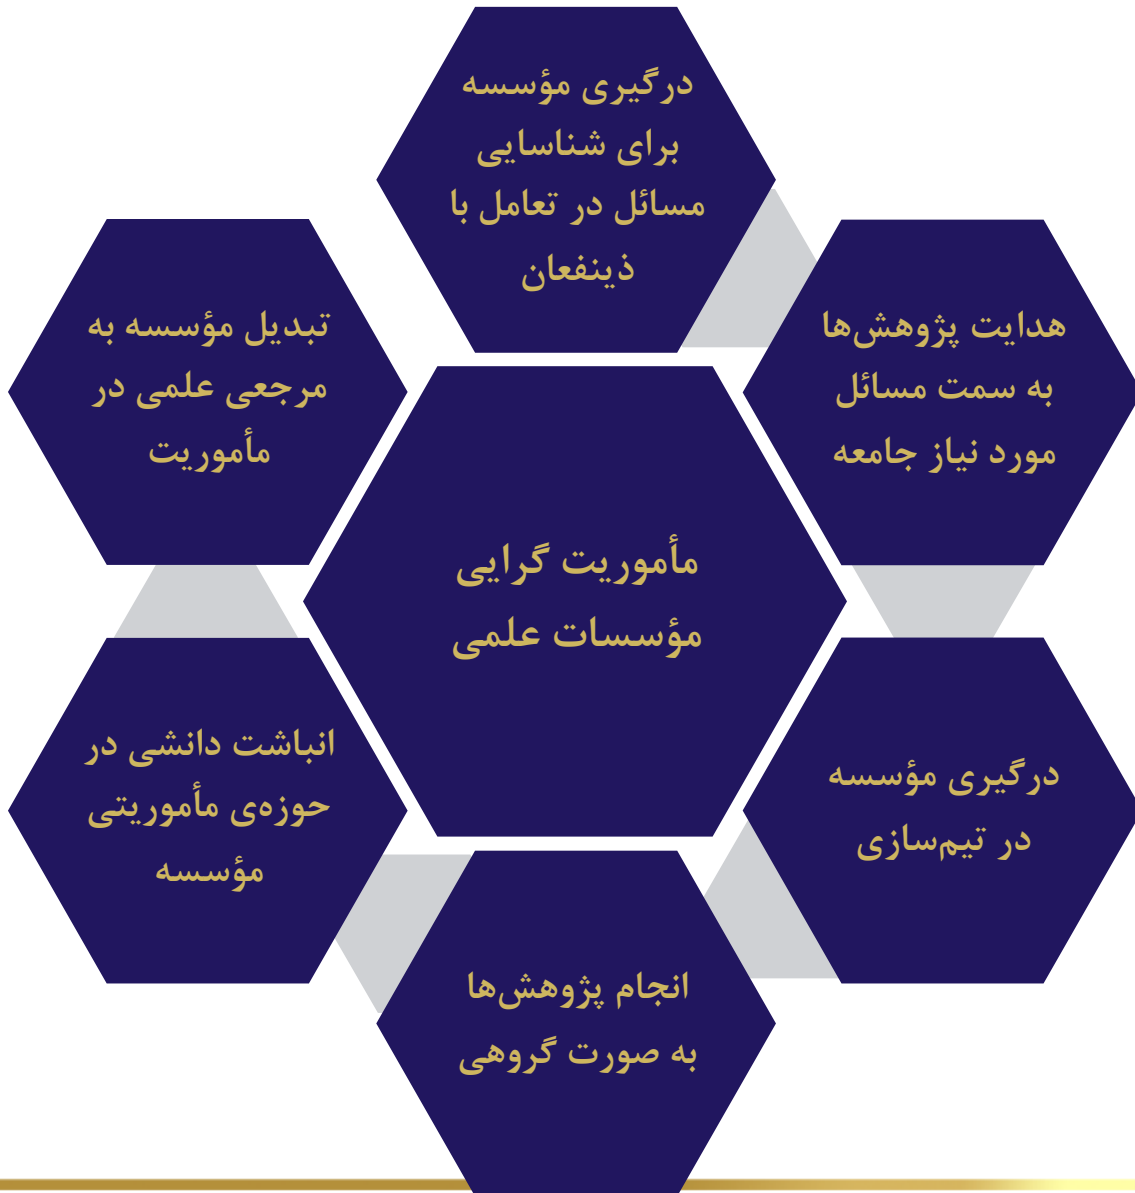 درگیری مؤسسه
برای شناسایی
مسائل در تعامل با
ذینفعان
هدایت پژوهش‌ها
به سمت مسائل
مورد نیاز جامعه
درگیری مؤسسه
در تیم‌سازی
انجام پژوهش‌ها
به صورت گروهی
انباشت دانشی در
حوزه‌ی مأموریتی
مؤسسه
تبدیل مؤسسه به
مرجعی علمی در
مأموریت
مأموریت گرایی
مؤسسات علمی